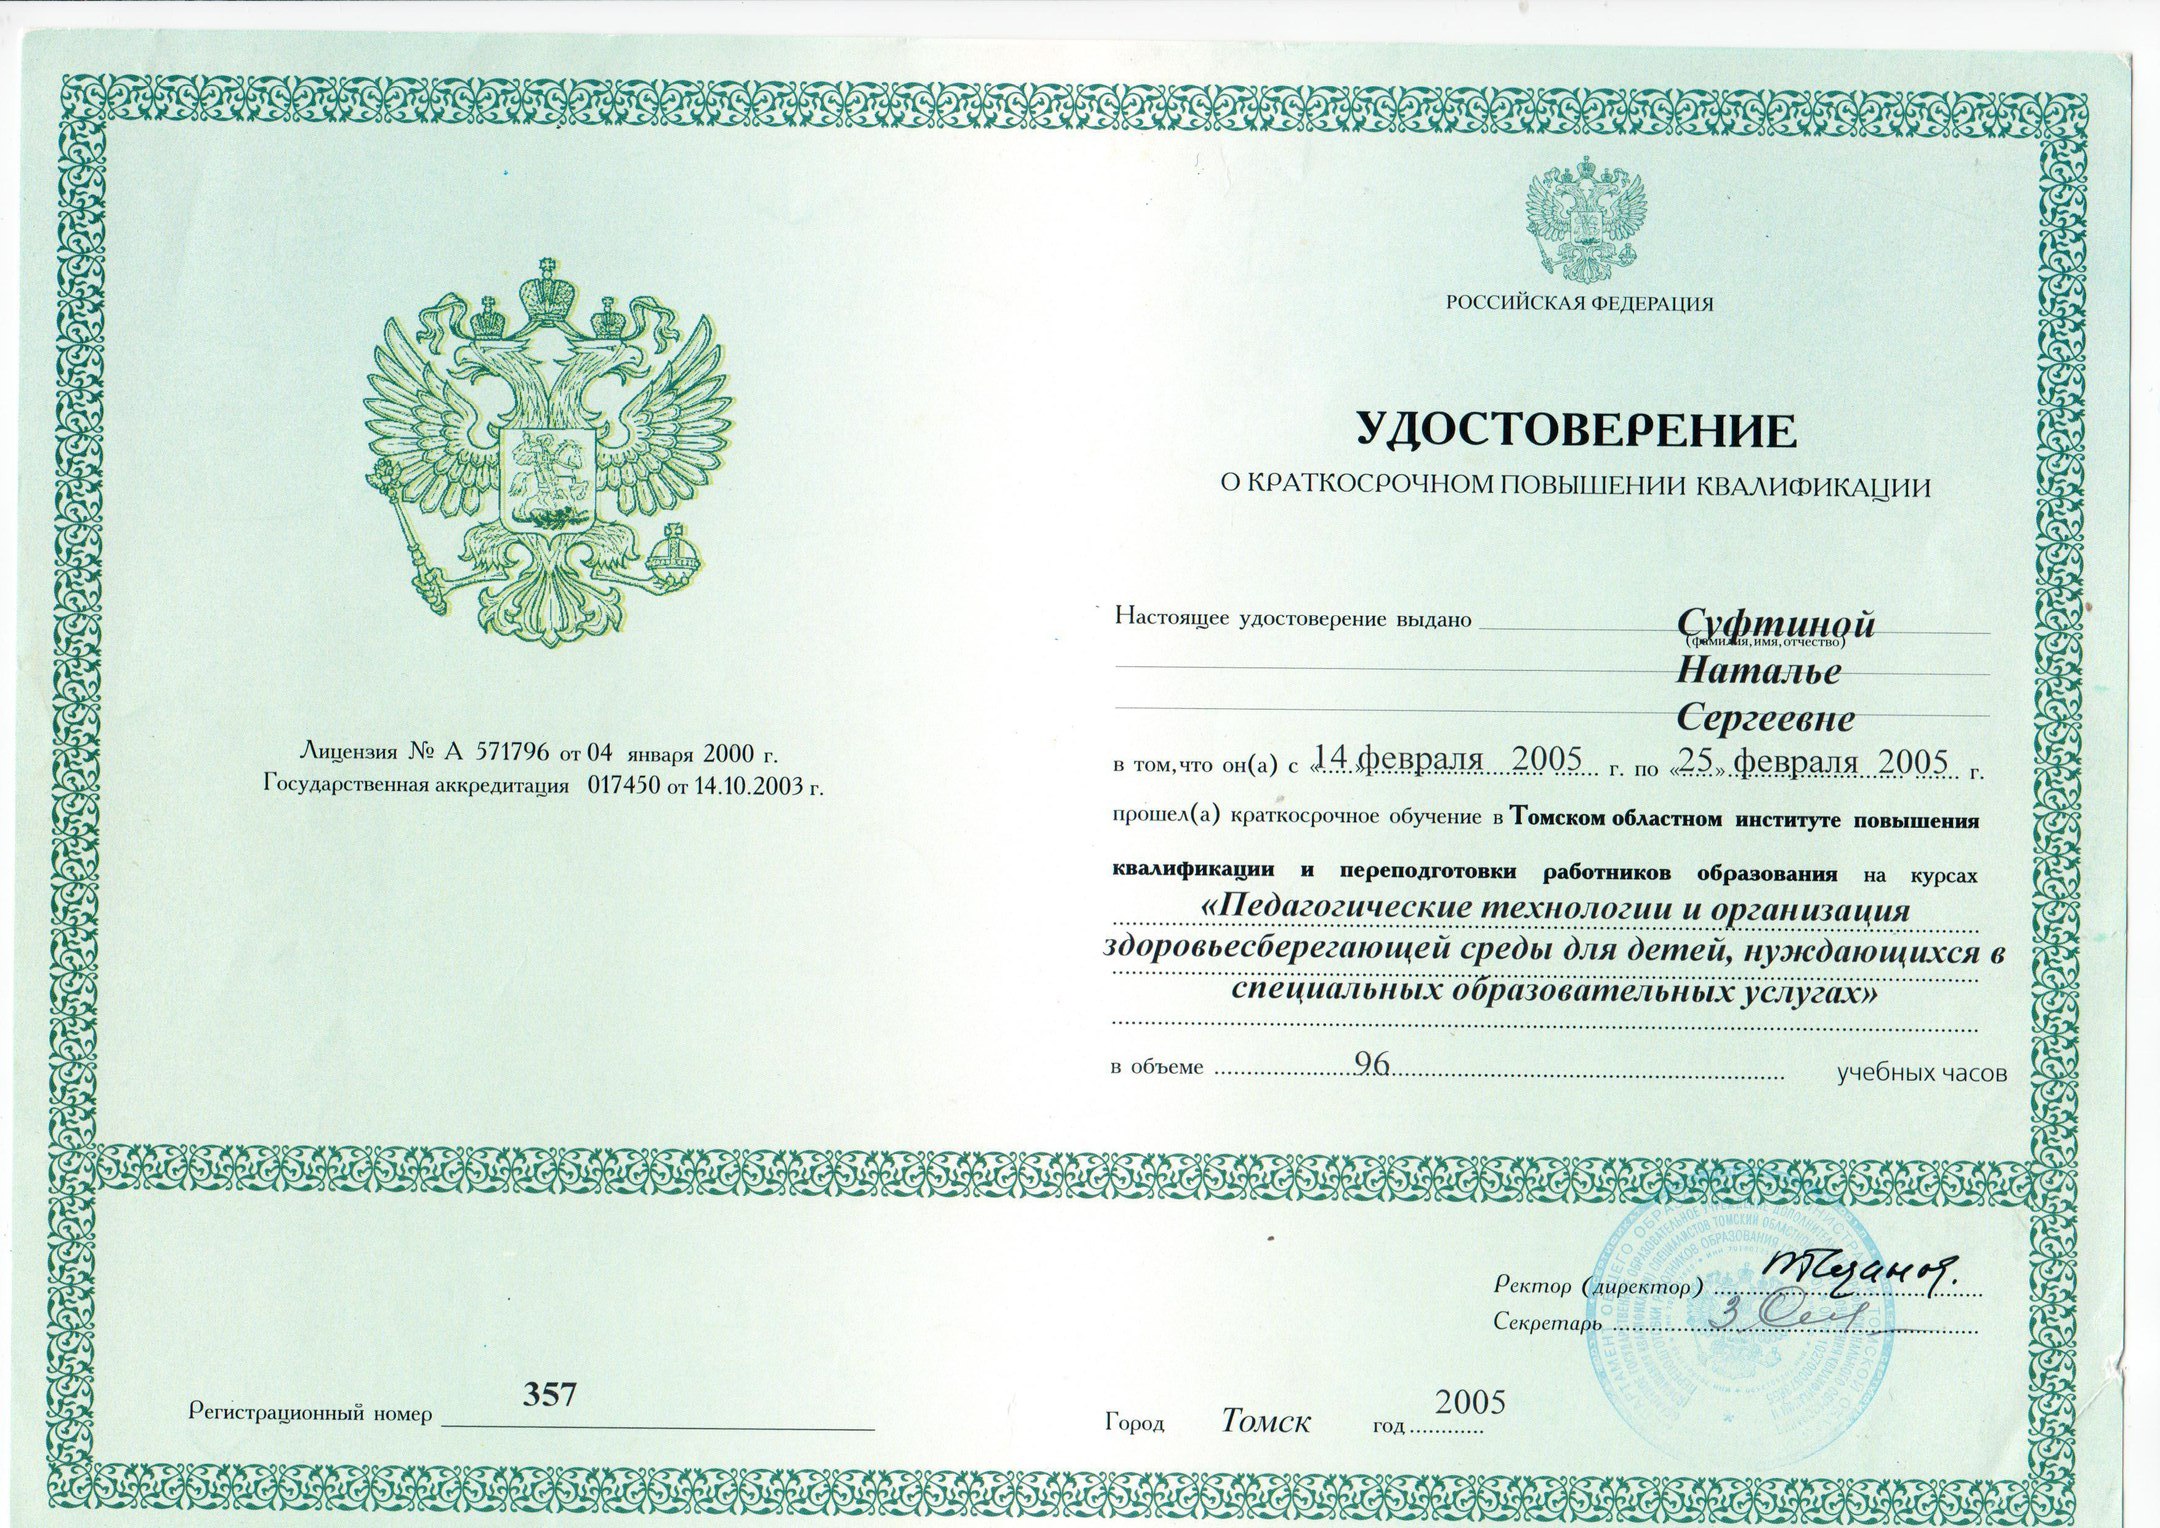 Лицензия № А 571796 от 04 января 2000 г.
Государственная аккредитация 017450 от 14.10.2003 г.
Регистрационный номер 357
РОССИЙСКАЯ ФЕДЕРАЦИЯ
УДОСТОВЕРЕНИЕ
О КРАТКОСРОЧНОМ ПОВЫШЕНИИ КВАЛИФИКАЦИИ
Настоящее удостоверение выдано Суфтиной
(фамилия, имя, отчество)
Наталье
Сергеевне
в том, что он(а) с «14» февраля 2005 г. по «25» февраля 2005 г.
прошел(а) краткосрочное обучение в Томском областном институте повышения
квалификации и переподготовки работников образования на курсах
«Педагогические технологии и организация
здоровьесберегающей среды для детей, нуждающихся в
специальных образовательных услугах»
в объеме 96 учебных часов
Ректор (директор)
Секретарь
Город Томск год 2005